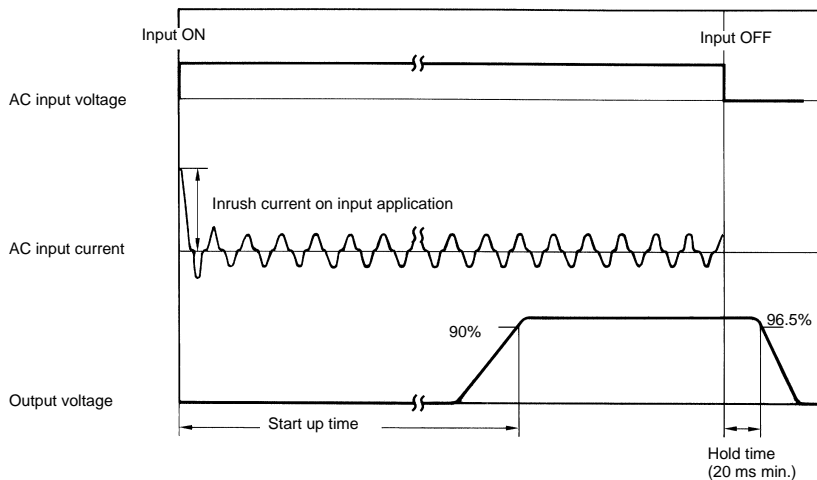 Input ON
Input OFF
AC input voltage
Inrush current on input application
AC input current
90%
96.5%
Output voltage
Start up time
Hold time
(20 ms min.)